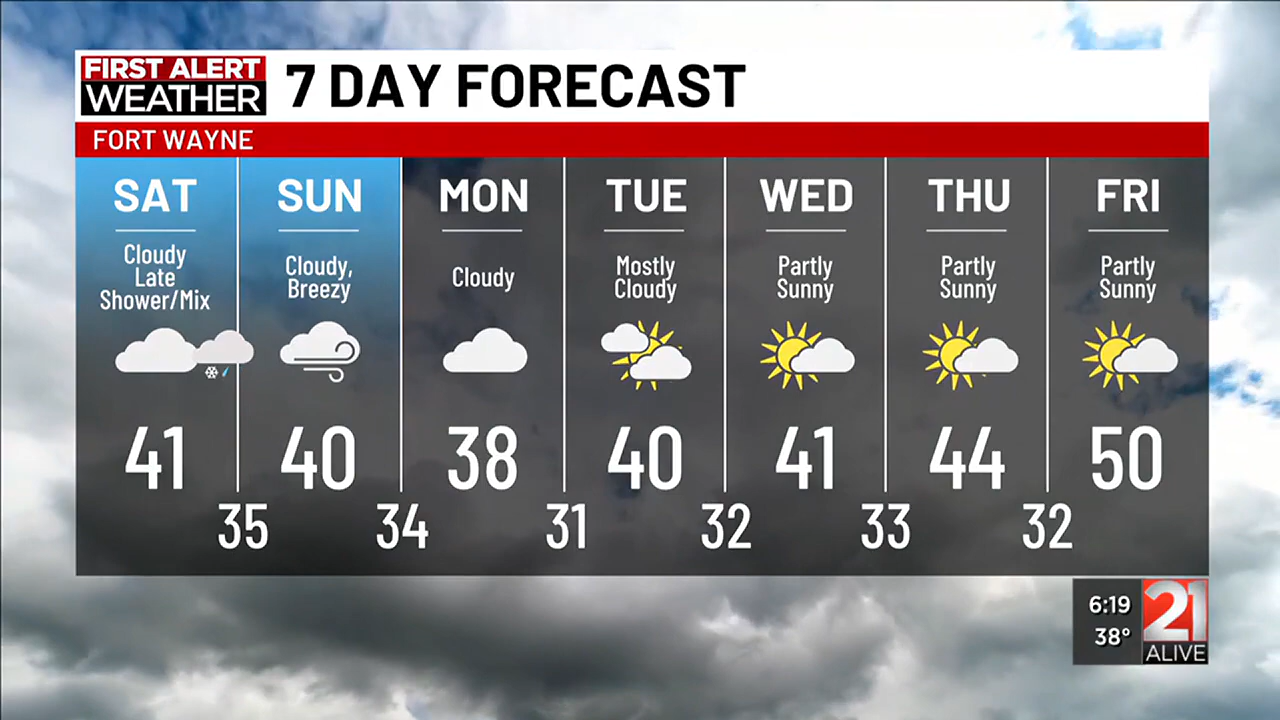 FIRST ALERT
WEATHER
7 DAY FORECAST
FORT WAYNE
SAT
Cloudy
Late
Shower/Mix
41
SUN
Cloudy,
Breezy
40
MON
Cloudy
38
TUE
Mostly
Cloudy
40
WED
Partly
Sunny
41
THU
Partly
Sunny
44
FRI
Partly
Sunny
50
35
34
31
32
33
32
6:19
38°
21
ALIVE